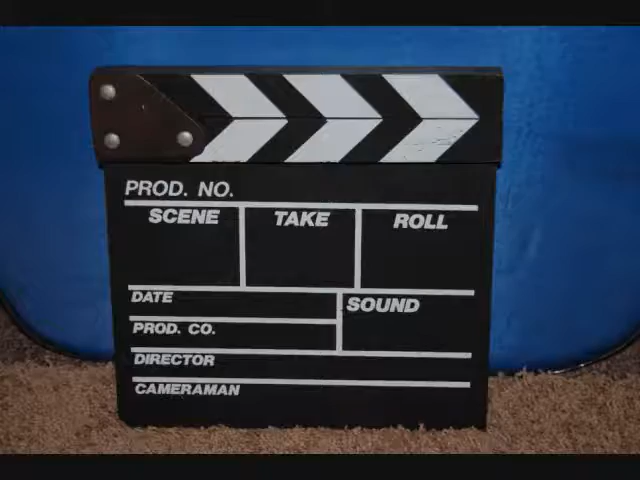 PROD. NO.
SCENE TAKE ROLL
DATE
SOUND
PROD. CO.
DIRECTOR
CAMERAMAN